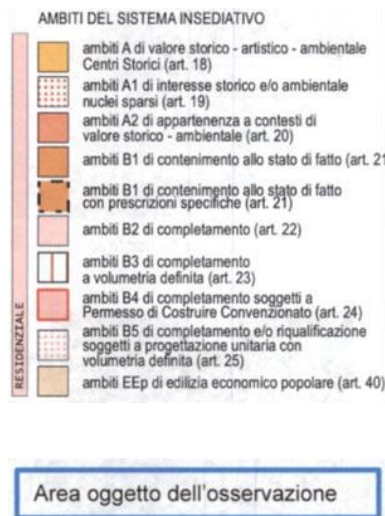 AMBITI DEL SISTEMA INSEDIATIVO
ambiti A di valore storico - artistico - ambientale
Centri Storici (art. 18)
ambiti A1 di interesse storico e/o ambientale
nuclei sparsi (art. 19)
ambiti A2 di appartenenza a contesti di
valore storico - ambientale (art. 20)
ambiti B1 di contenimento allo stato di fatto (art. 21
ambiti B1 di contenimento allo stato di fatto
con prescrizioni specifiche (art. 21)
ambiti B2 di completamento (art. 22)
ambiti B3 di completamento
a volumetria definita (art. 23)
ambiti B4 di completamento soggetti a
Permesso di Costruire Convenzionato (art. 24)
ambiti B5 di completamento e/o riqualificazione
soggetti a progettazione unitaria con
volumetria definita (art. 25)
ambiti EEp di edilizia economico popolare (art. 40)
RESIDENZIALE
Area oggetto dell'osservazione